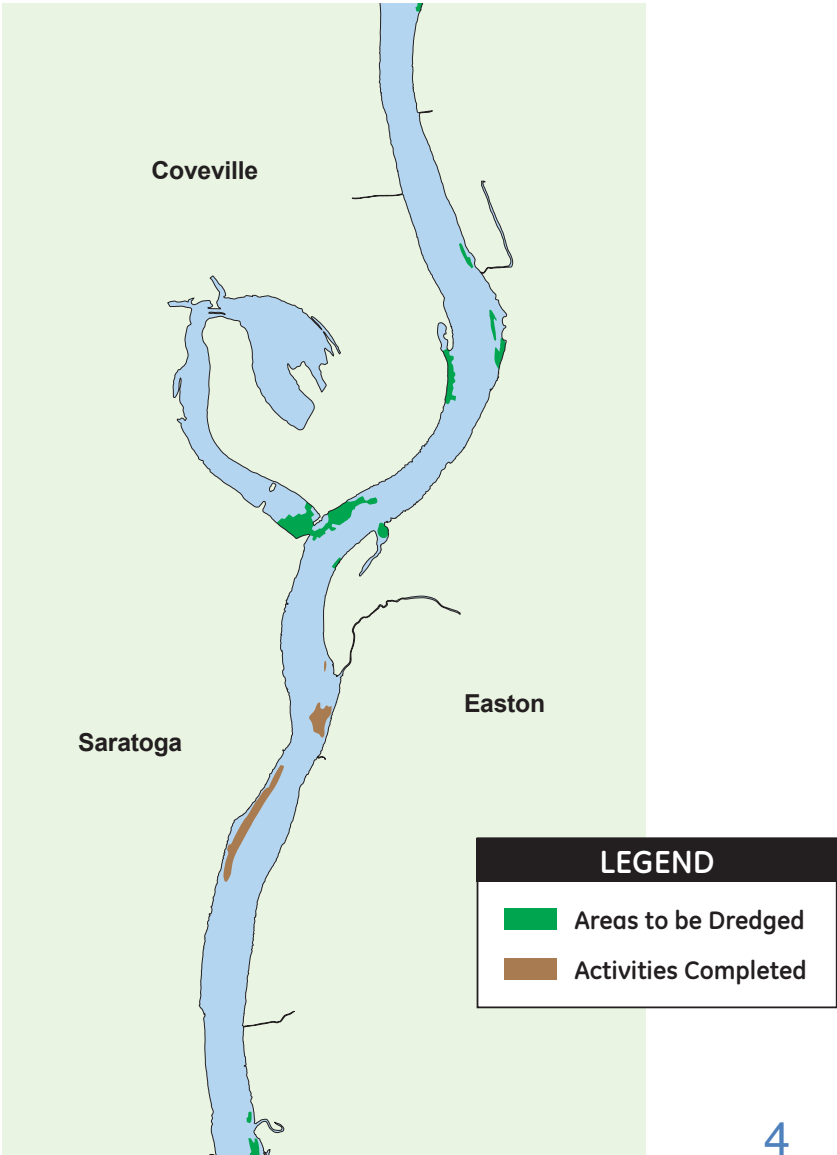 Coveville
Easton
Saratoga
LEGEND
Areas to be Dredged
Activities Completed
4